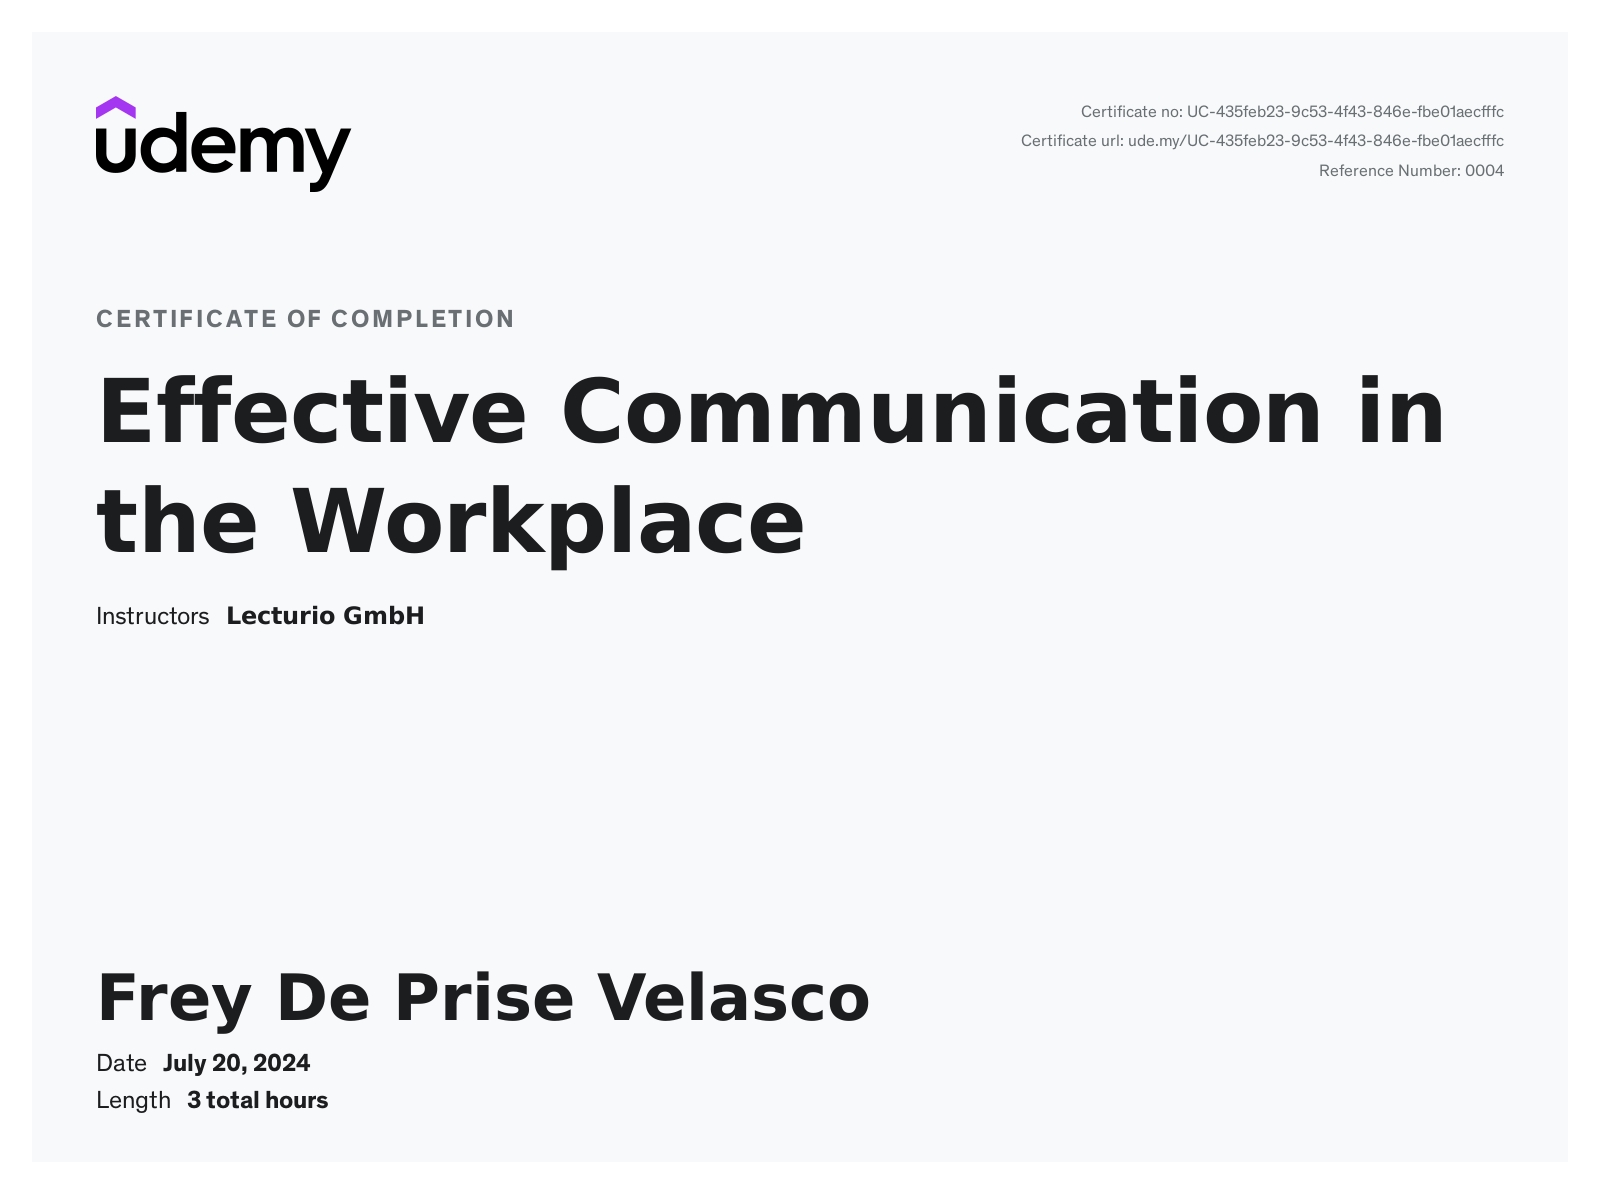 udemy
Certificate no: UC-435feb23-9c53-4f43-846e-fbe01aecfffc
Certificate url: ude.my/UC-435feb23-9c53-4f43-846e-fbe01aecfffc
Reference Number: 0004
CERTIFICATE OF COMPLETION
Effective Communication in
the Workplace
Instructors Lecturio GmbH
Frey De Prise Velasco
Date July 20, 2024
Length 3 total hours